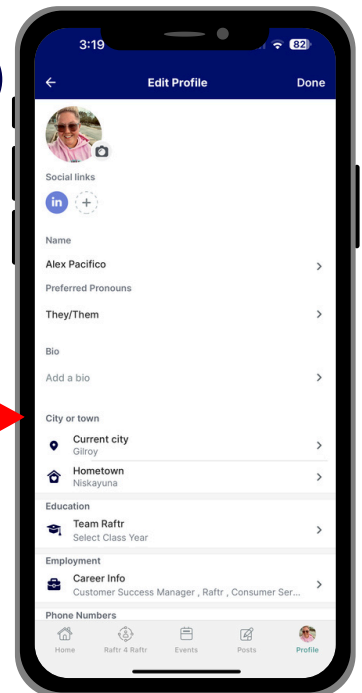 3:19
82
Edit Profile
Done
Social links
in
+
Name
Alex Pacifico
Preferred Pronouns
They/Them
Bio
Add a bio
City or town
Current city
Gilroy
Hometown
Niskayuna
Education
Team Raftr
Select Class Year
Employment
Career Info
Customer Success Manager , Raftr , Consumer Ser...
Phone Numbers
Home
Raftr 4 Raftr
Events
Posts
Profile